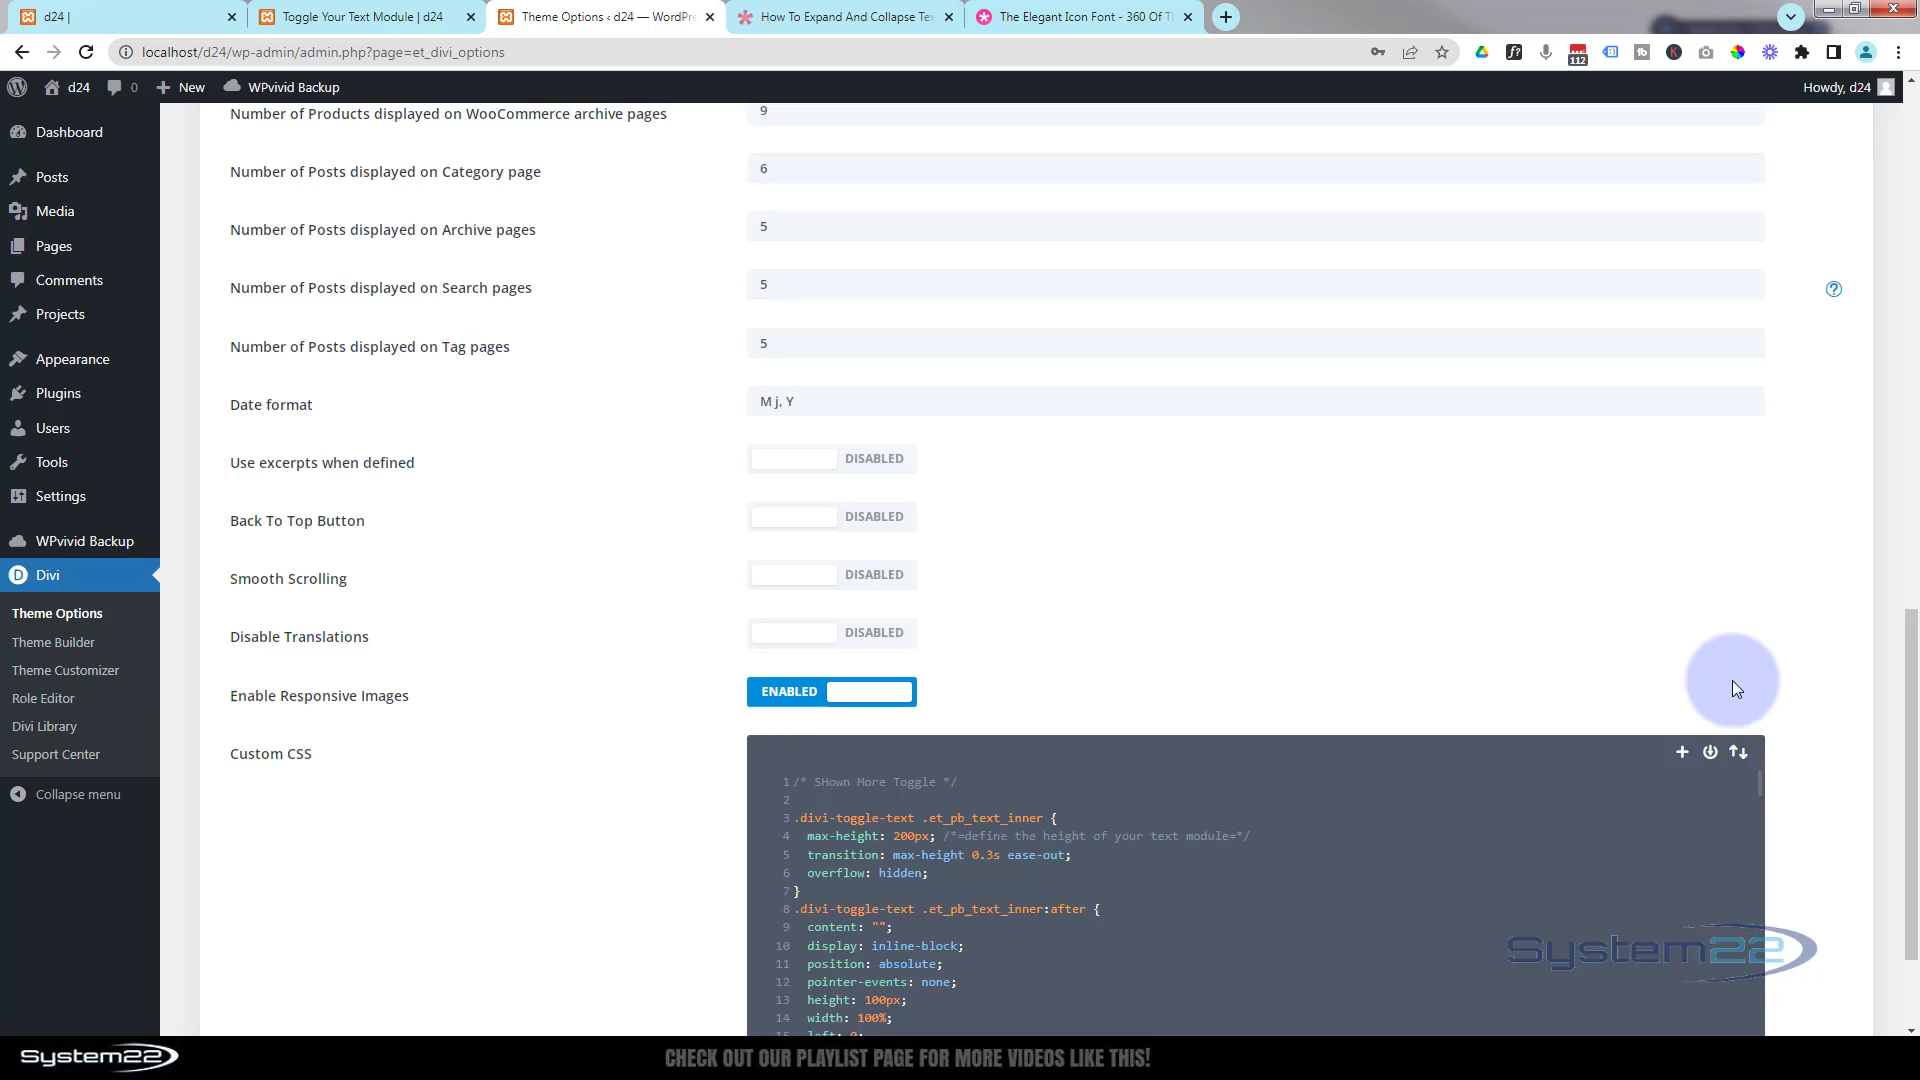 d24 |
Toggle Your Text Module | d24
Theme Options ‹ d24 — WordPre
How To Expand And Collapse Tex
The Elegant Icon Font - 360 Of T
localhost/d24/wp-admin/admin.php?page=et_divi_options
112
d24
0
New
WPvivid Backup
Howdy, d24
Dashboard
Posts
Media
Pages
Comments
Projects
Appearance
Plugins
Users
Tools
Settings
WPvivid Backup
Divi
Theme Options
Theme Builder
Theme Customizer
Role Editor
Divi Library
Support Center
Collapse menu
Number of Products displayed on WooCommerce archive pages
9
Number of Posts displayed on Category page
6
Number of Posts displayed on Archive pages
5
Number of Posts displayed on Search pages
5
Number of Posts displayed on Tag pages
5
Date format
M j, Y
Use excerpts when defined
DISABLED
Back To Top Button
DISABLED
Smooth Scrolling
DISABLED
Disable Translations
DISABLED
Enable Responsive Images
ENABLED
Custom CSS
1 /* SHown More Toggle */
2
3 .divi-toggle-text .et_pb_text_inner {
4 max-height: 200px; /*=define the height of your text module=*/
5 transition: max-height 0.3s ease-out;
6 overflow: hidden;
7 }
8 .divi-toggle-text .et_pb_text_inner:after {
9 content: "";
10 display: inline-block;
11 position: absolute;
12 pointer-events: none;
13 height: 100px;
14 width: 100%;
15 left: 0;
System22
System22
CHECK OUT OUR PLAYLIST PAGE FOR MORE VIDEOS LIKE THIS!